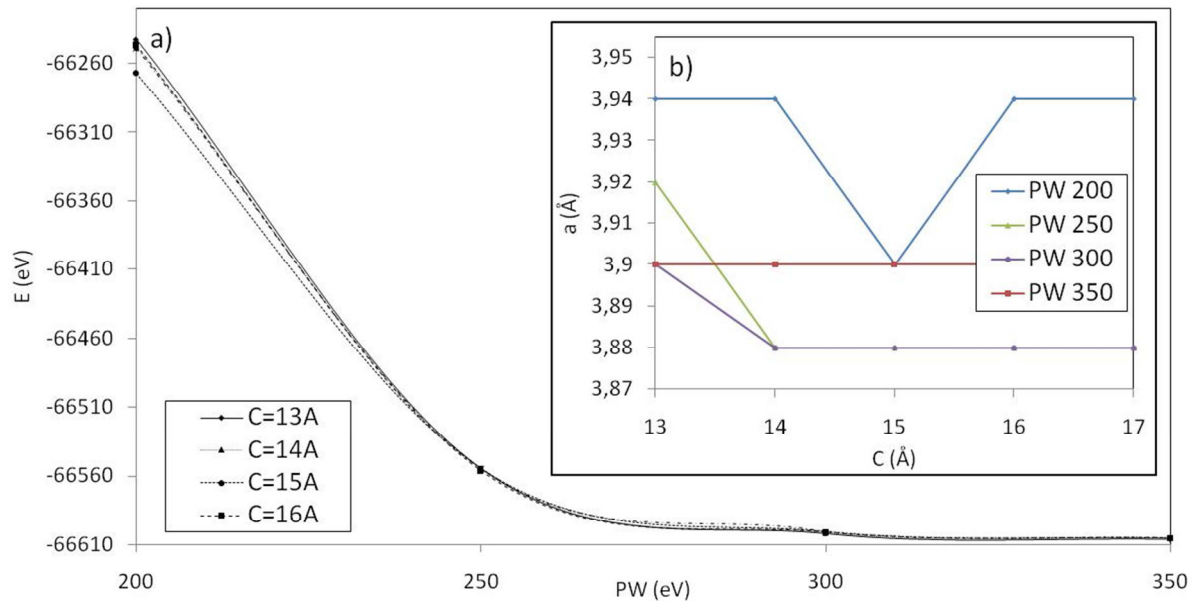 a)
-66260
-66310
-66360
-66410
-66460
-66510
-66560
-66610
E (eV)
200
250
300
350
PW (eV)
C=13A
C=14A
C=15A
C=16A
b)
3,95
3,94
3,93
3,92
3,91
3,9
3,89
3,88
3,87
a (Å)
13
14
15
16
17
C (Å)
PW 200
PW 250
PW 300
PW 350